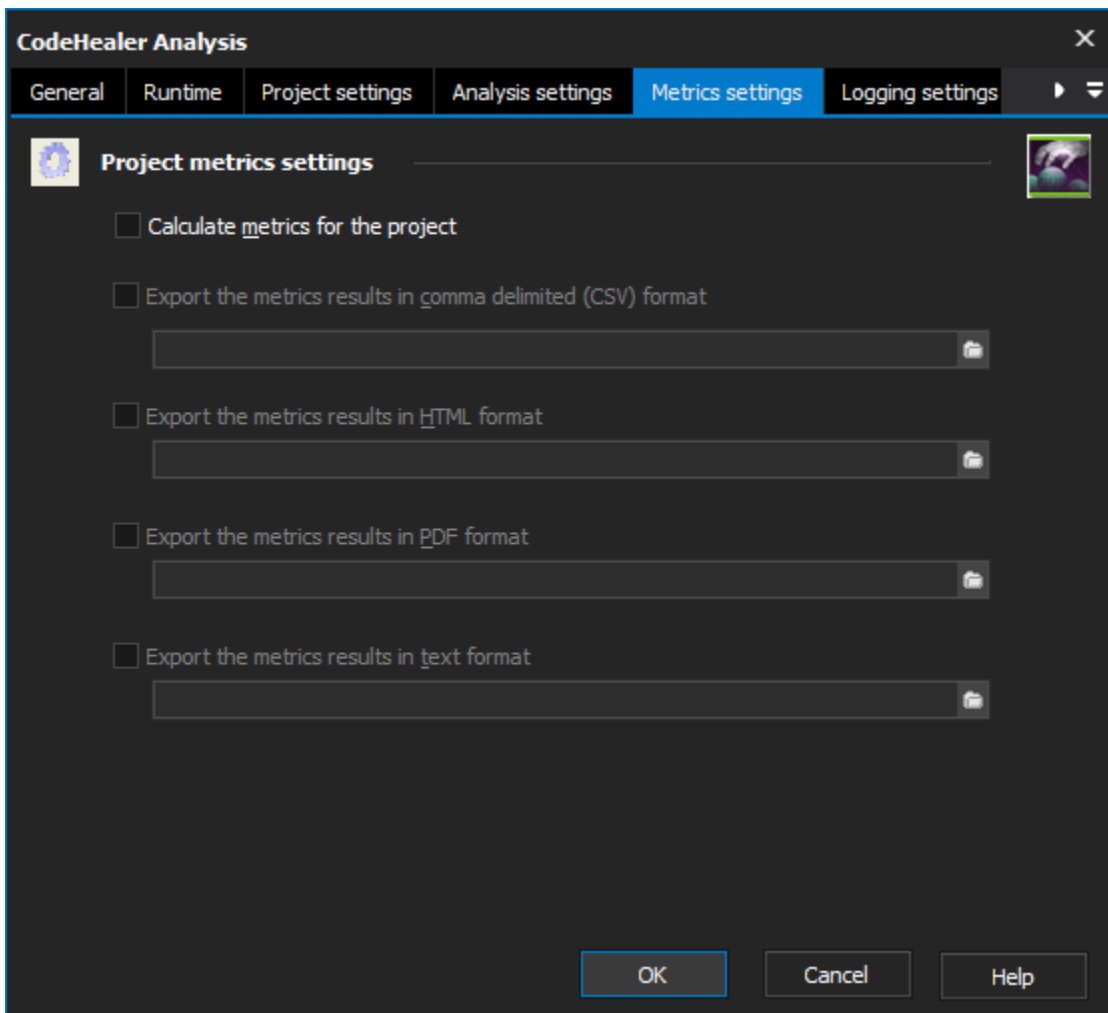 CodeHealer Analysis
General Runtime Project settings Analysis settings Metrics settings Logging settings
Project metrics settings
Calculate metrics for the project
Export the metrics results in comma delimited (CSV) format
Export the metrics results in HTML format
Export the metrics results in PDF format
Export the metrics results in text format
OK Cancel Help